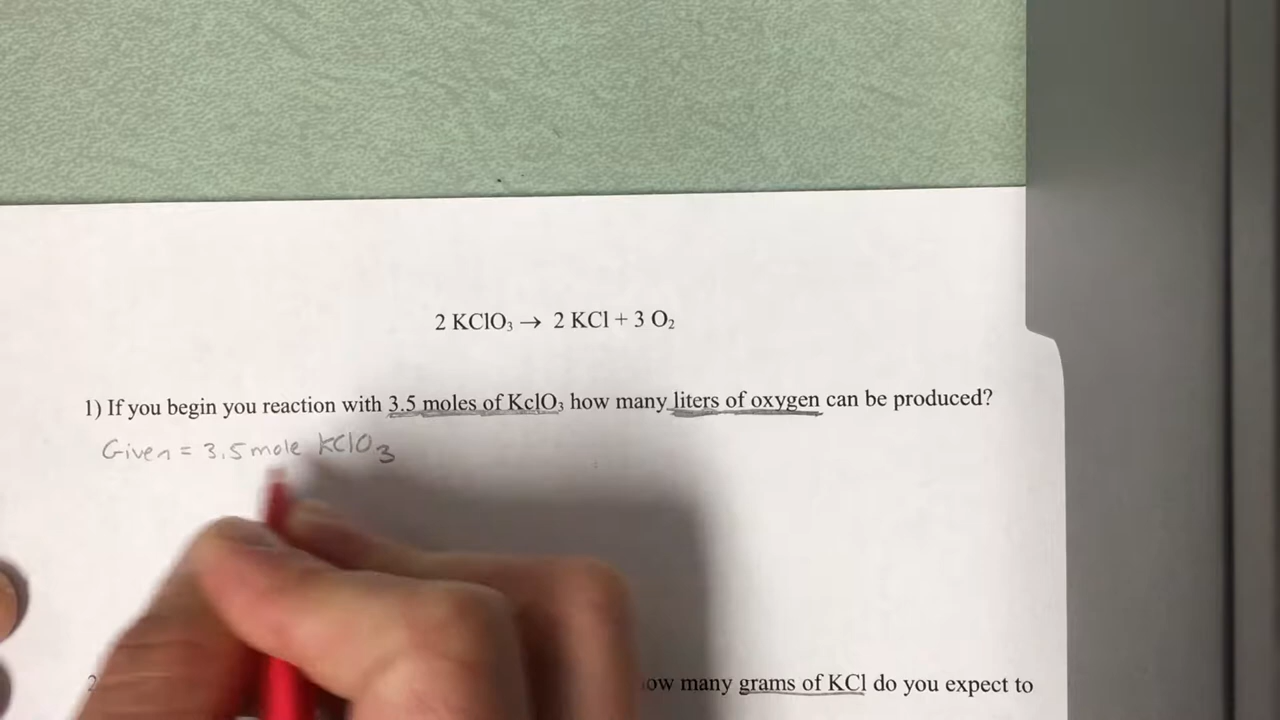 2 KClO₃ → 2 KCl + 3 O₂
1) If you begin you reaction with 3.5 moles of KclO₃ how many liters of oxygen can be produced?
Given = 3.5 mole KClO₃
many grams of KCl do you expect to